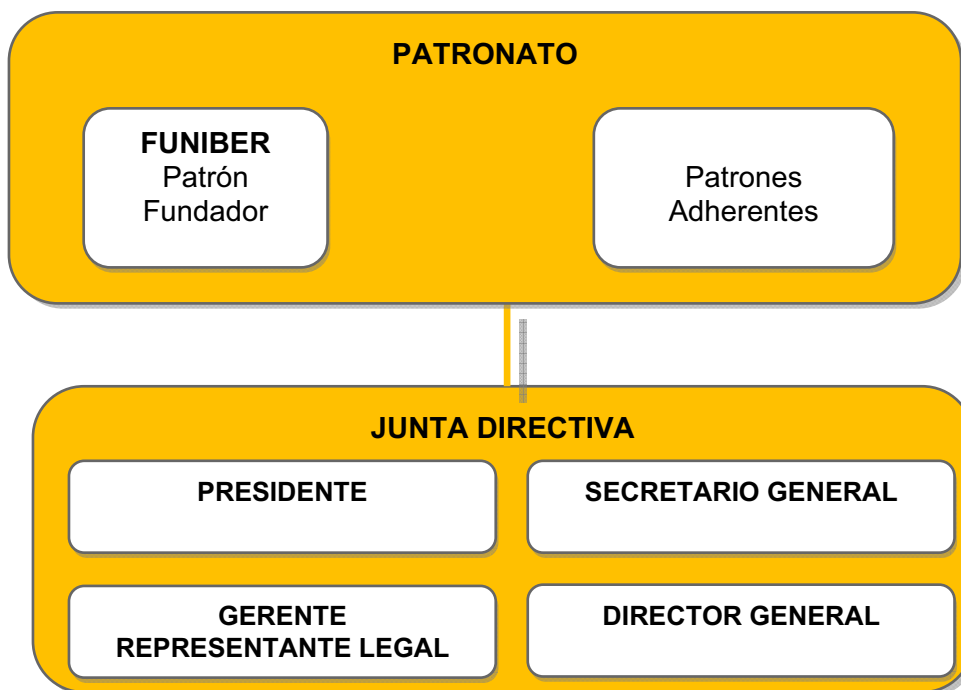 PATRONATO
FUNIBER
Patrón
Fundador
Patrones
Adherentes
JUNTA DIRECTIVA
PRESIDENTE
SECRETARIO GENERAL
GERENTE
REPRESENTANTE LEGAL
DIRECTOR GENERAL